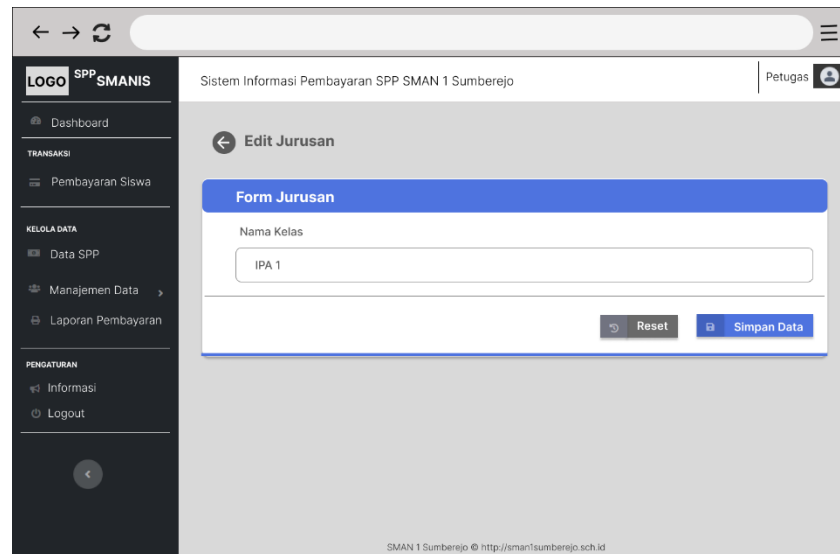 LOGO SPP SMANIS
Sistem Informasi Pembayaran SPP SMAN 1 Sumberejo
Petugas
Dashboard
TRANSAKSI
Pembayaran Siswa
KELOLA DATA
Data SPP
Manajemen Data
Laporan Pembayaran
PENGATURAN
Informasi
Logout
Edit Jurusan
Form Jurusan
Nama Kelas
IPA 1
Reset
Simpan Data
SMAN 1 Sumberejo © http://sman1sumberejo.sch.id